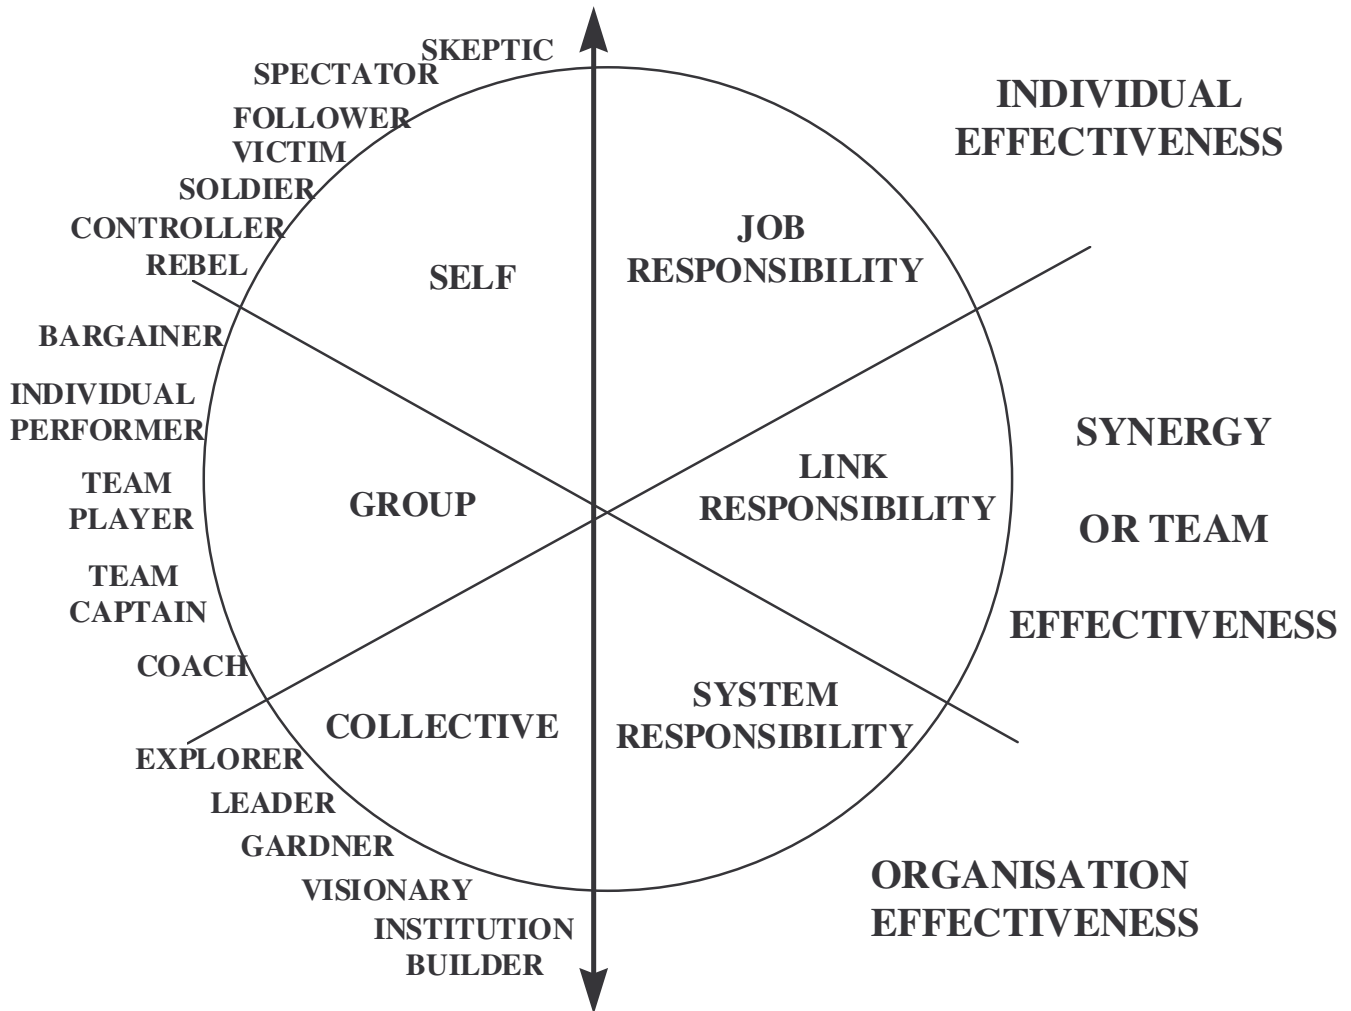 SKEPTIC
SPECTATOR
FOLLOWER
VICTIM
SOLDIER
CONTROLLER
REBEL
BARGAINER
INDIVIDUAL
PERFORMER
TEAM
PLAYER
TEAM
CAPTAIN
COACH
EXPLORER
LEADER
GARDNER
VISIONARY
INSTITUTION
BUILDER
SELF
GROUP
COLLECTIVE
JOB
RESPONSIBILITY
LINK
RESPONSIBILITY
SYSTEM
RESPONSIBILITY
INDIVIDUAL
EFFECTIVENESS
SYNERGY
OR TEAM
EFFECTIVENESS
ORGANISATION
EFFECTIVENESS